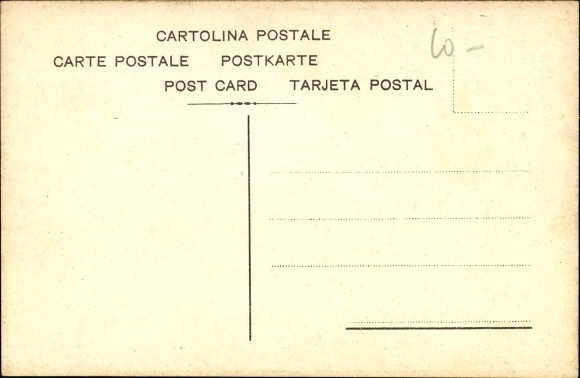 CARTOLINA POSTALE
CARTE POSTALE POSTKARTE
POST CARD TARJETA POSTAL
60-